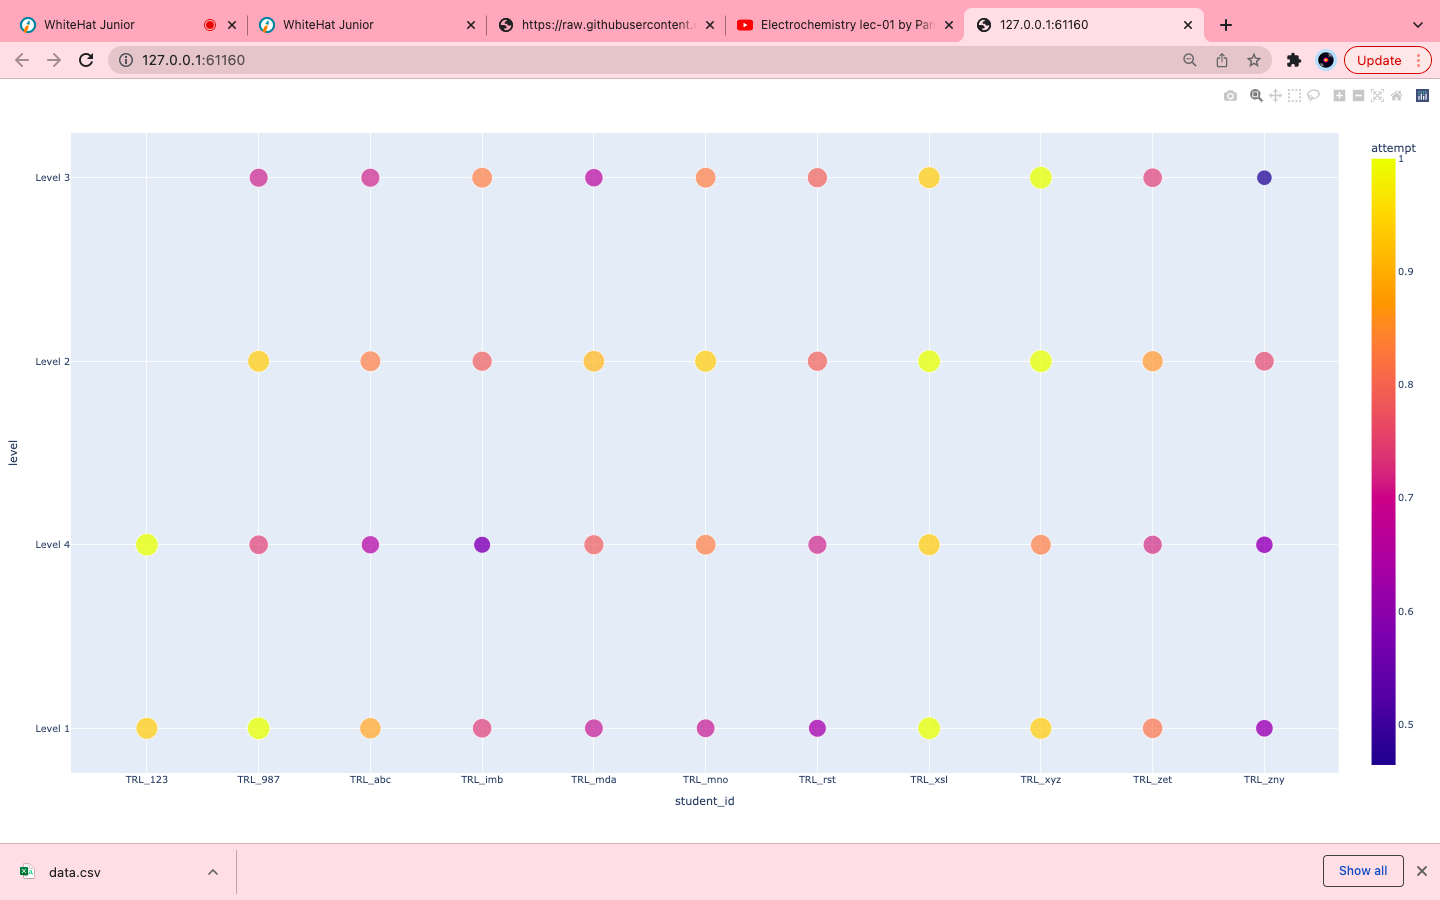 WhiteHat Junior
WhiteHat Junior
https://raw.githubusercontent.
Electrochemistry lec-01 by Pan
127.0.0.1:61160
127.0.0.1:61160
Update
attempt
1
0.9
0.8
0.7
0.6
0.5
level
Level 3
Level 2
Level 4
Level 1
TRL_123 TRL_987 TRL_abc TRL_imb TRL_mda TRL_mno TRL_rst TRL_xsl TRL_xyz TRL_zet TRL_zny
student_id
data.csv
Show all